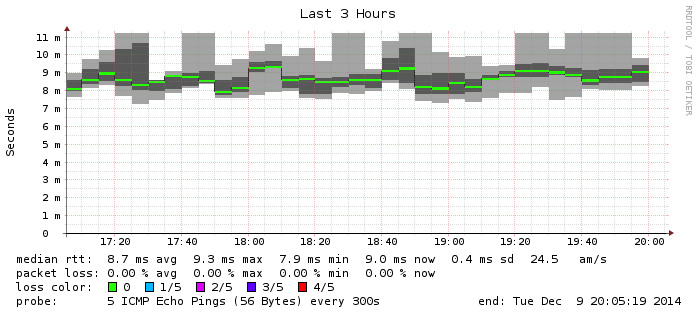 Last 3 Hours
RRDTOOL / TOBI OETIKER
Seconds
11 m
10 m
9 m
8 m
7 m
6 m
5 m
4 m
3 m
2 m
1 m
0
17:20 17:40 18:00 18:20 18:40 19:00 19:20 19:40 20:00
median rtt: 8.7 ms avg 9.3 ms max 7.9 ms min 9.0 ms now 0.4 ms sd 24.5 am/s
packet loss: 0.00 % avg 0.00 % max 0.00 % min 0.00 % now
loss color: 0 1/5 2/5 3/5 4/5
probe: 5 ICMP Echo Pings (56 Bytes) every 300s end: Tue Dec 9 20:05:19 2014